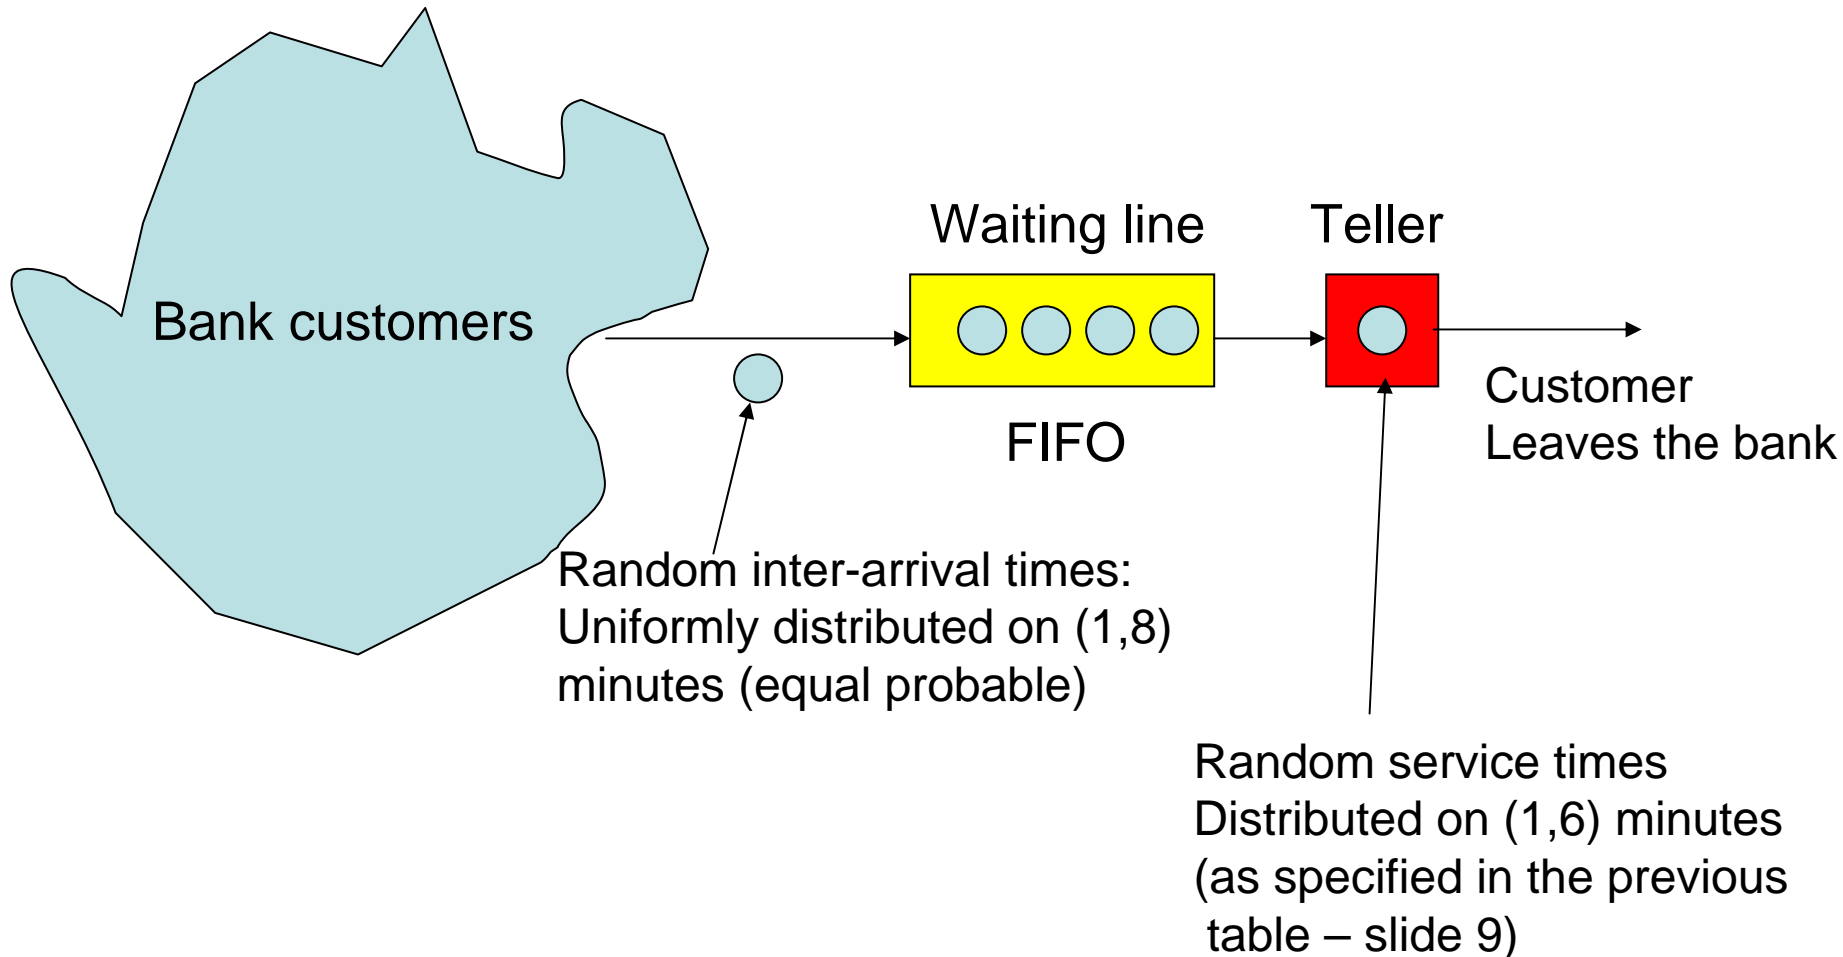 Waiting line
Teller
Bank customers
FIFO
Customer
Leaves the bank
Random inter-arrival times:
Uniformly distributed on (1,8)
minutes (equal probable)
Random service times
Distributed on (1,6) minutes
(as specified in the previous
table – slide 9)